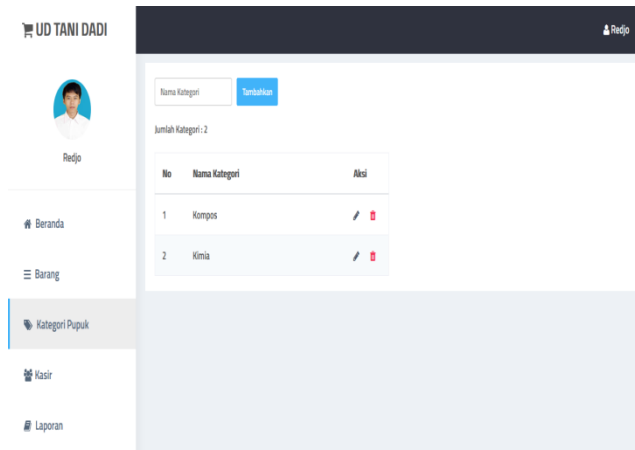 UD TANI DADI
Redjo
Redjo
Beranda
Barang
Kategori Pupuk
Kasir
Laporan
Nama Kategori Tambahkan
Jumlah Kategori : 2
No Nama Kategori Aksi
1 Kompos
2 Kimia